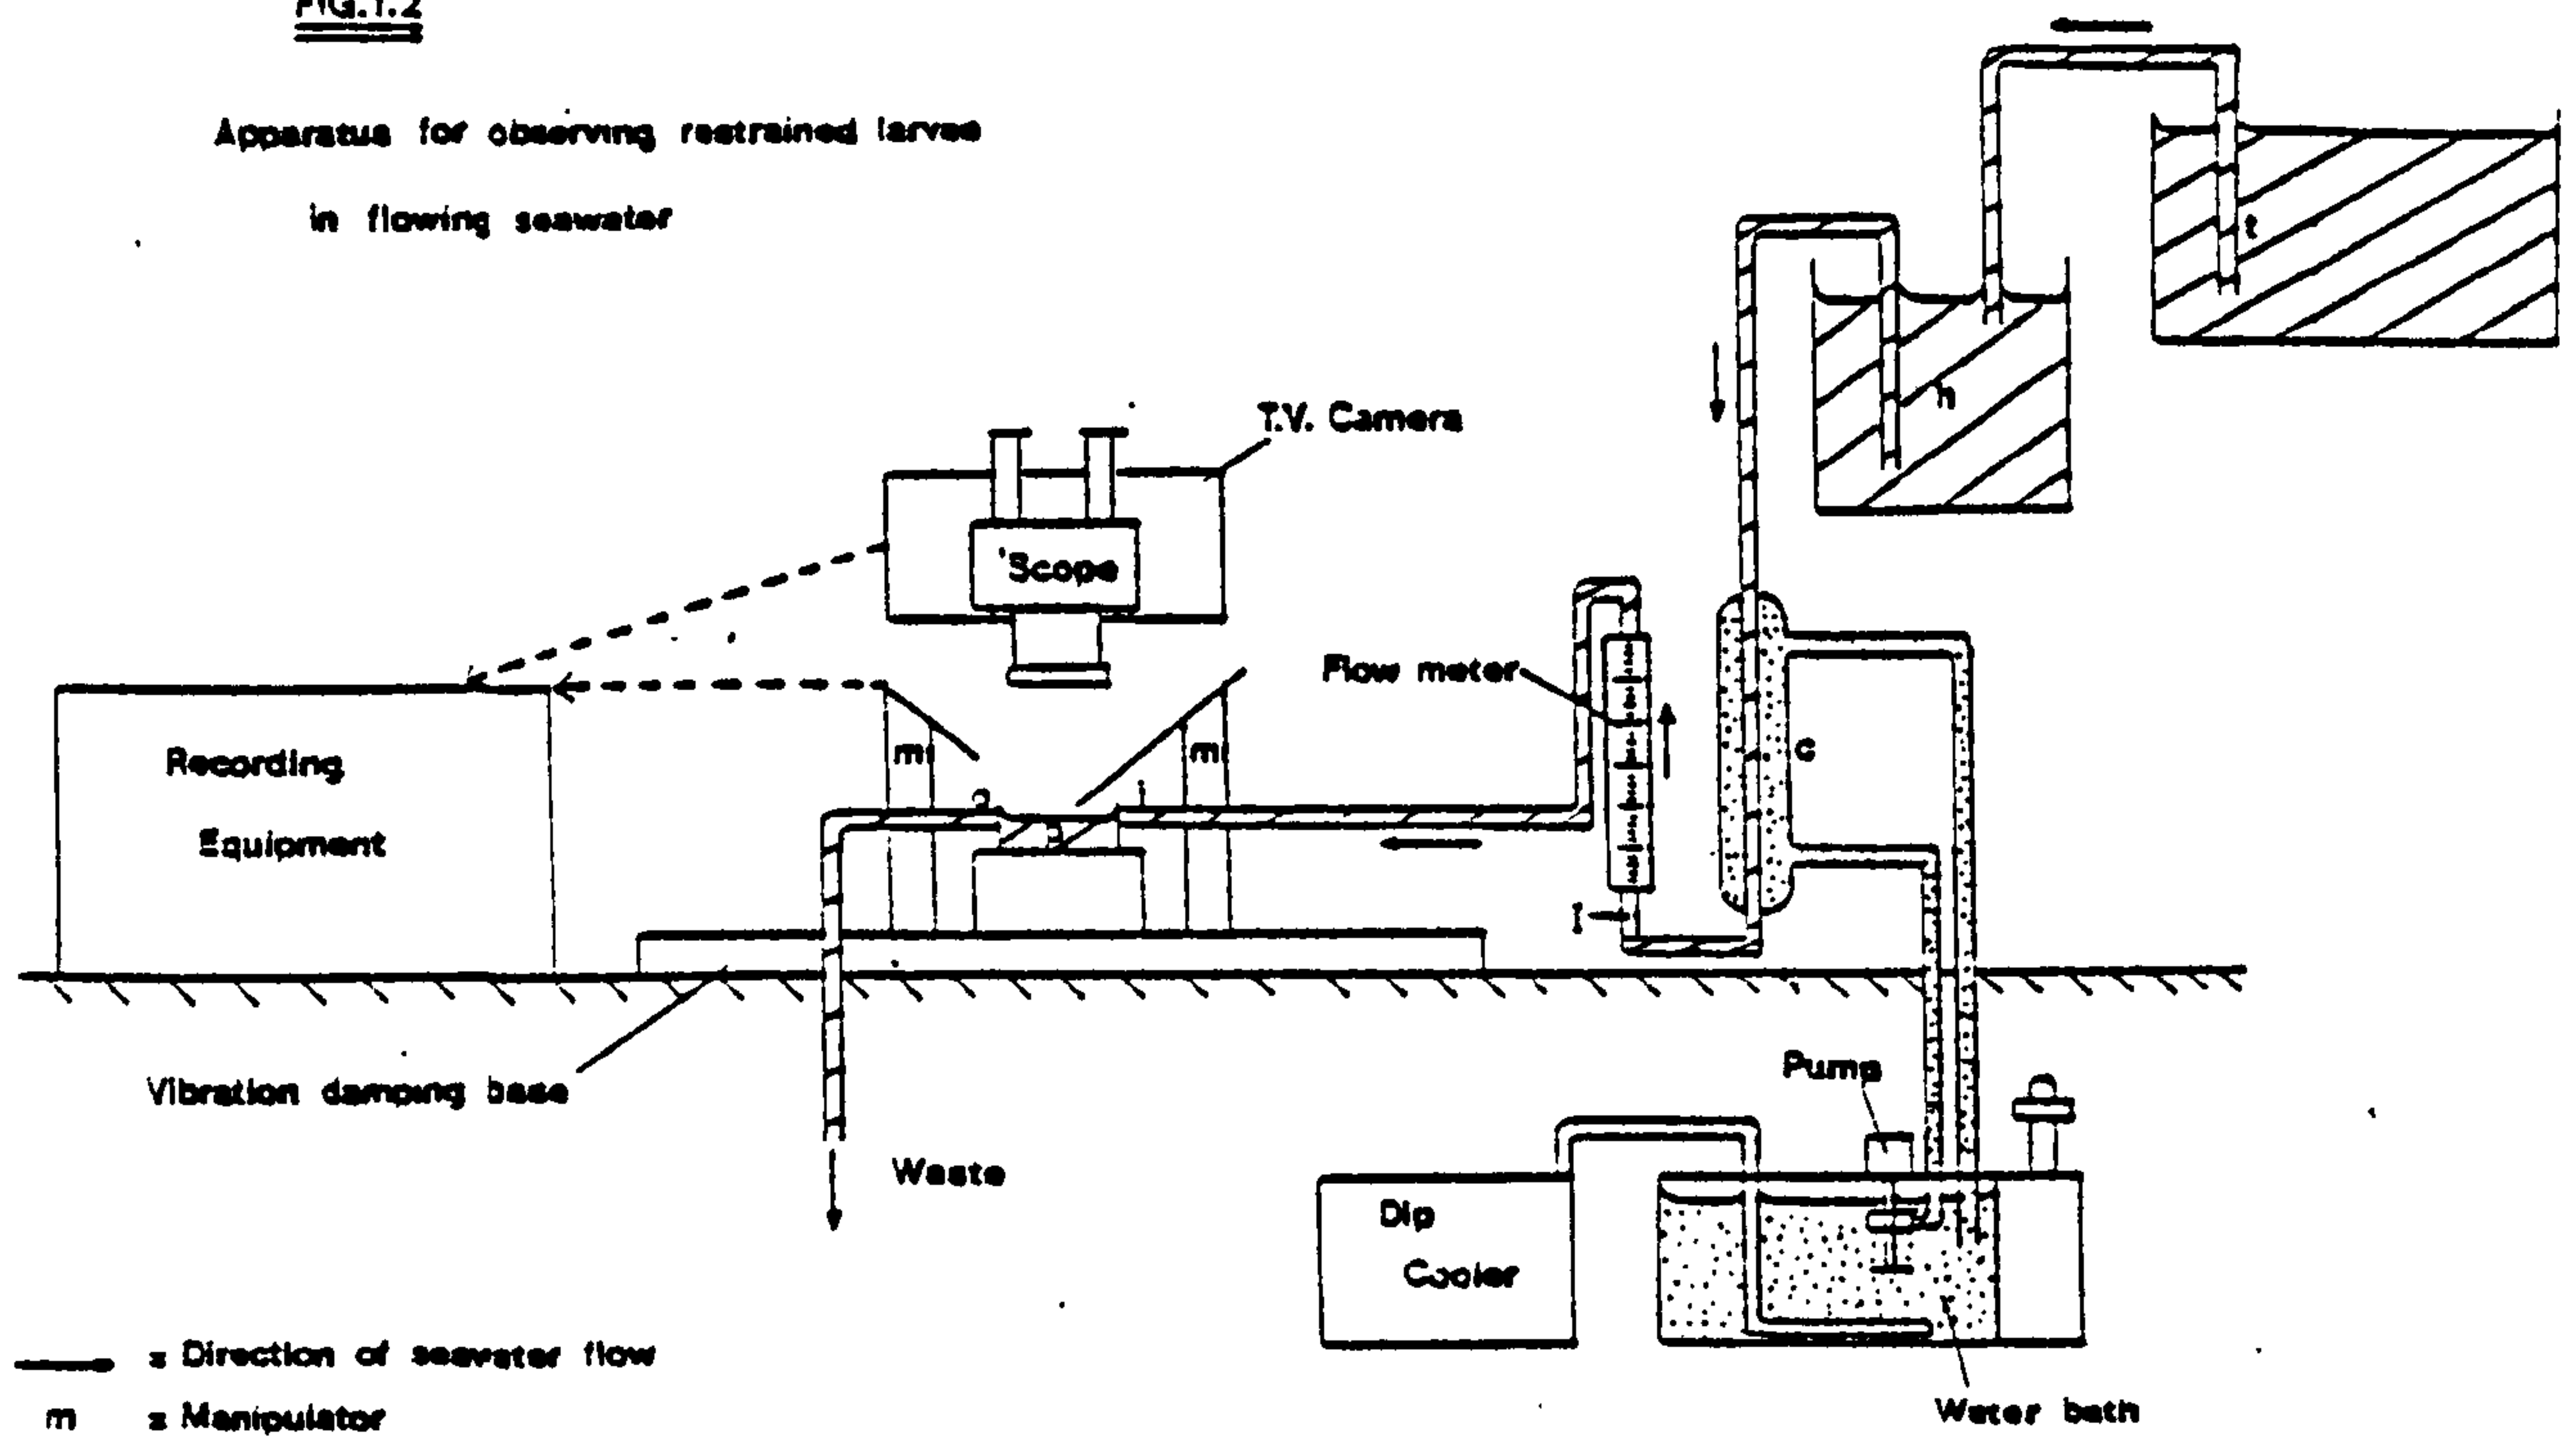 FIG.1.2
Apparatus for observing restrained larvae
in flowing seawater
t
h
T.V. Camera
'Scope
Flow meter
c
m
m
Recording
Equipment
I
Vibration damping base
Pump
Waste
Dip
Cooler
= Direction of seawater flow
m = Manipulator
Water bath